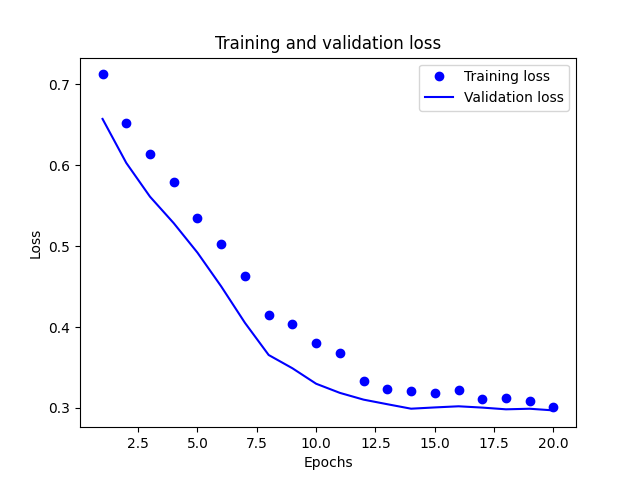 Training and validation loss
Training loss
Validation loss
Loss
0.7
0.6
0.5
0.4
0.3
2.5 5.0 7.5 10.0 12.5 15.0 17.5 20.0
Epochs